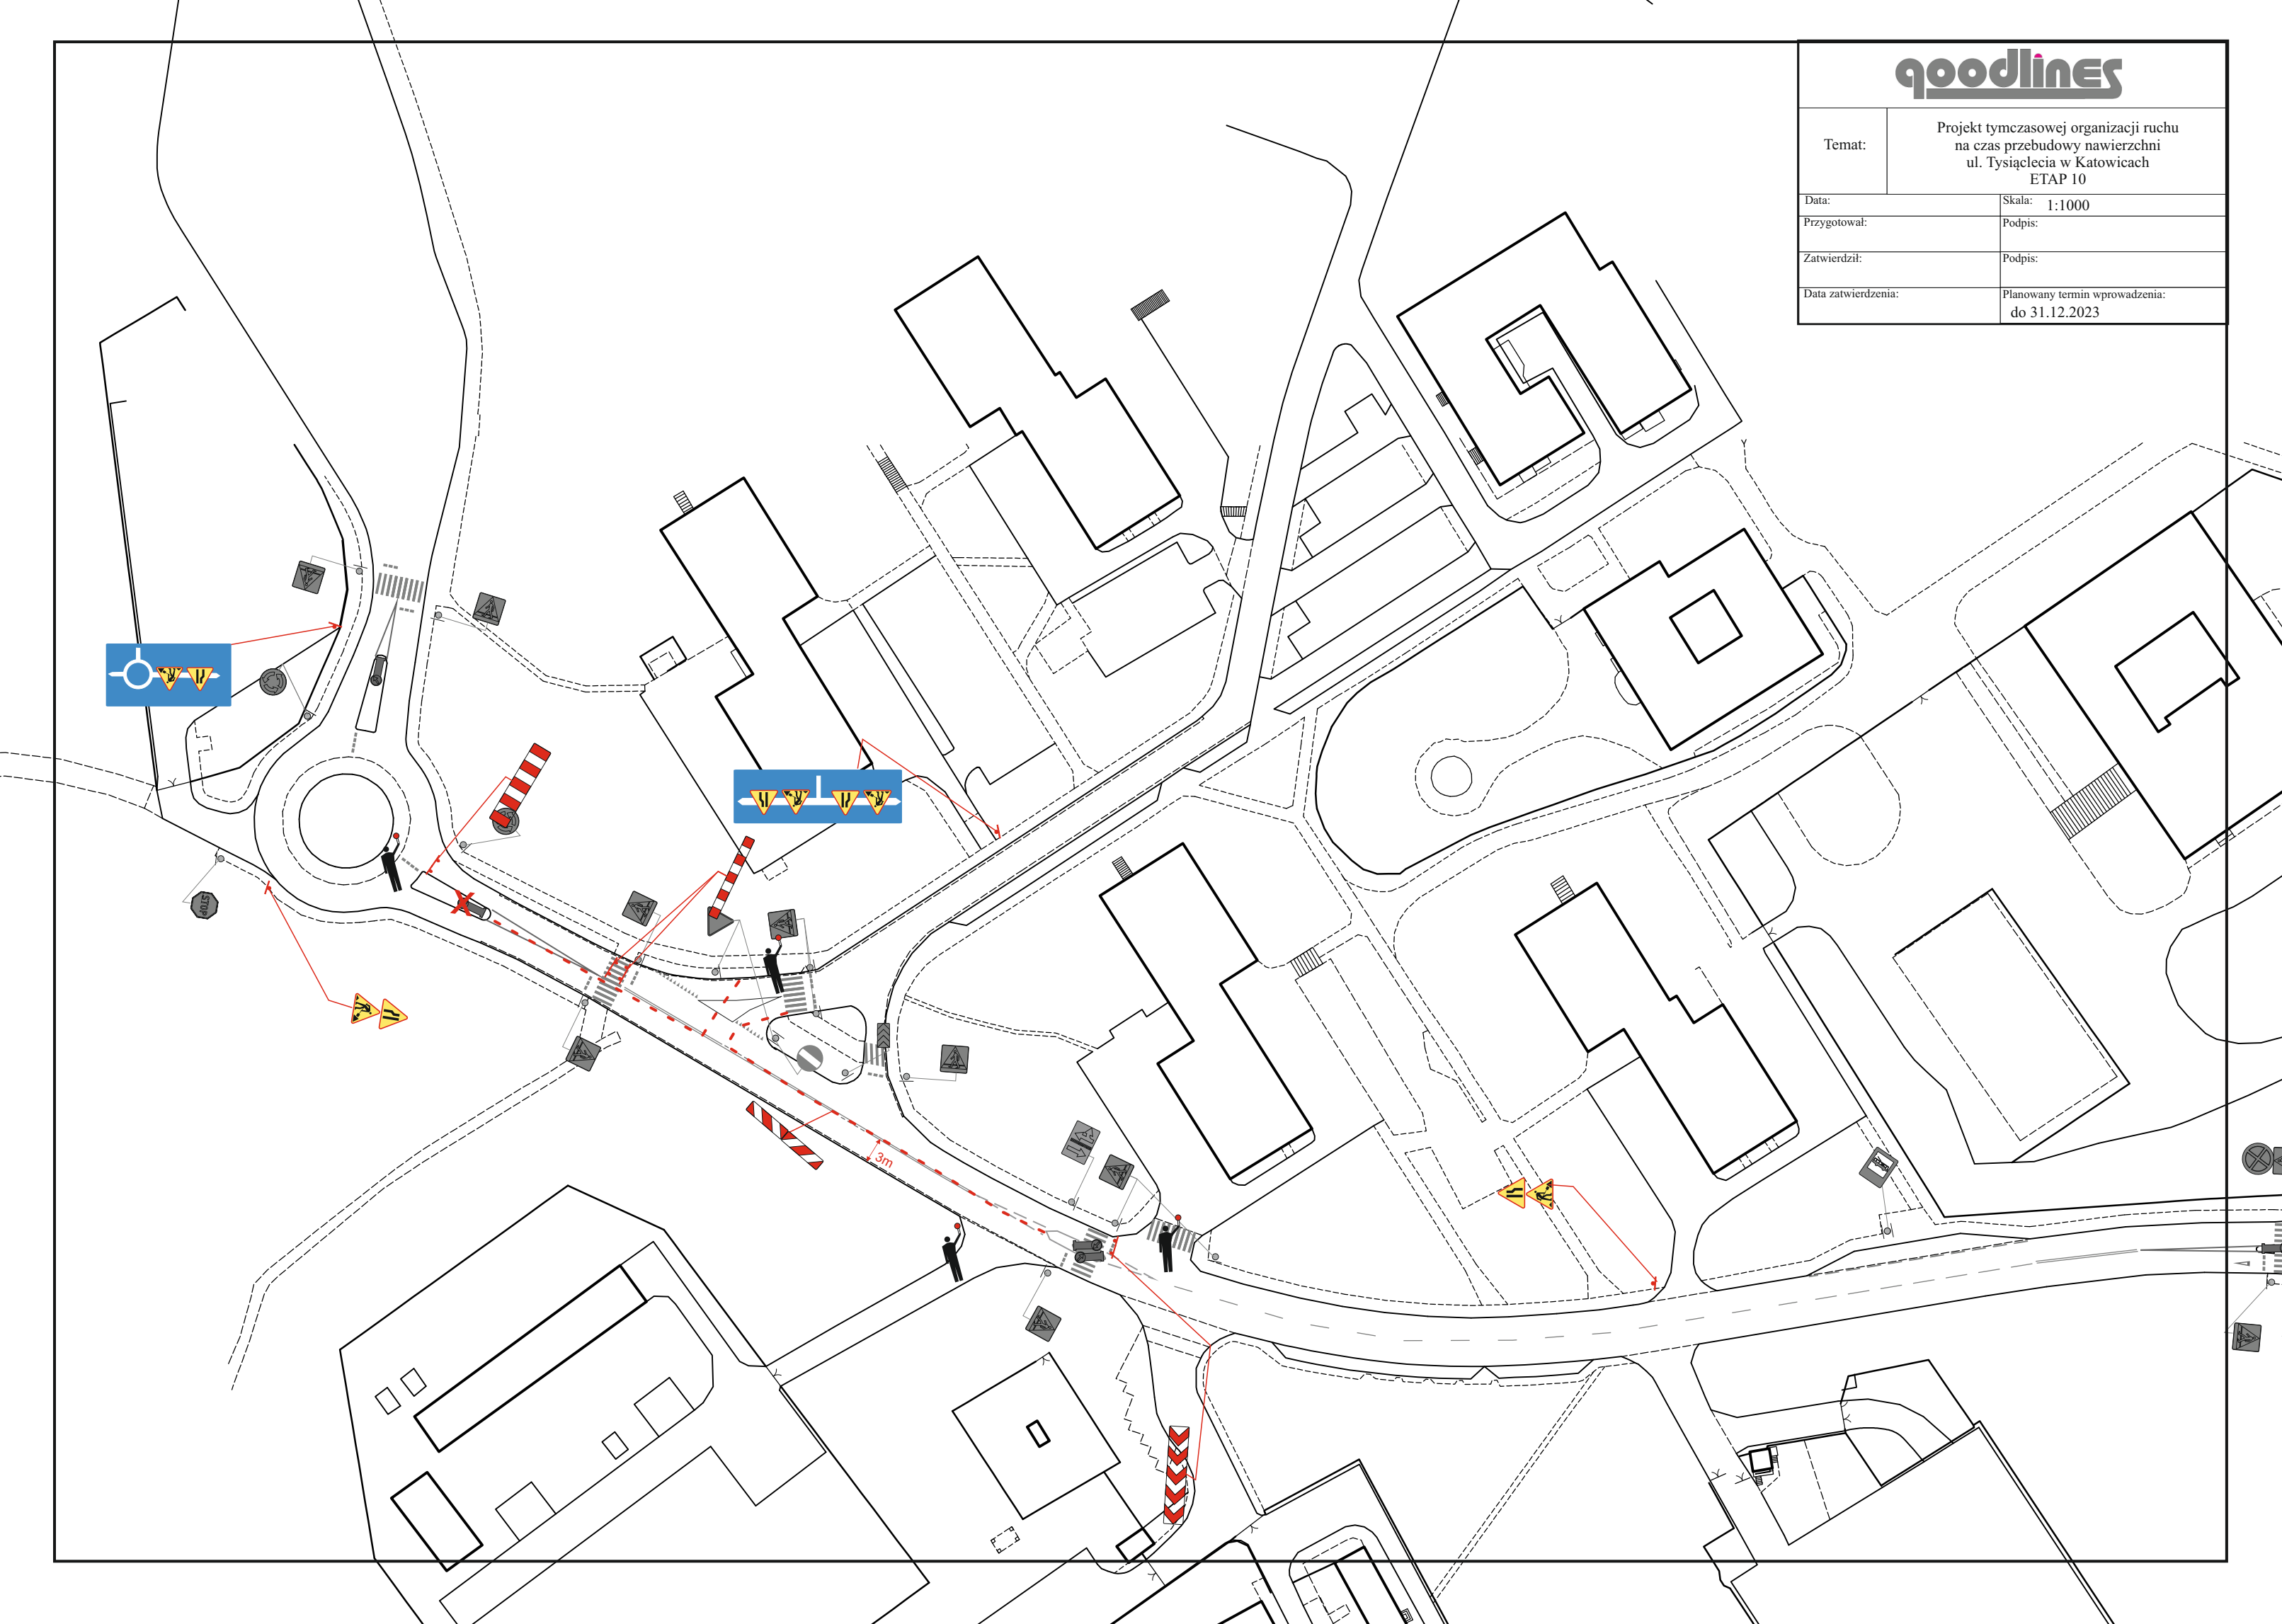 goodlines
Temat:
Projekt tymczasowej organizacji ruchu
na czas przebudowy nawierzchni
ul. Tysiąclecia w Katowicach
ETAP 10
Data:
Skala: 1:1000
Przygotował:
Podpis:
Zatwierdził:
Podpis:
Data zatwierdzenia:
Planowany termin wprowadzenia:
do 31.12.2023
STOP
3m